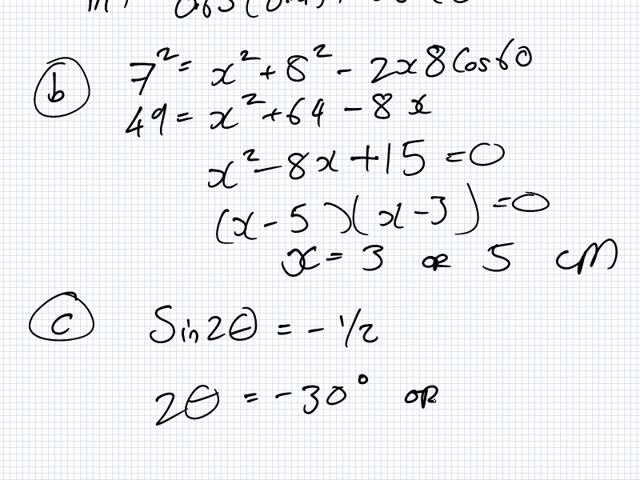 b 7² = x² + 8² - 2x8Cos60
49 = x² + 64 - 8x
x² - 8x + 15 = 0
(x - 5)(x - 3) = 0
x = 3 or 5 cm
c Sin2θ = - 1/2
2θ = -30° or